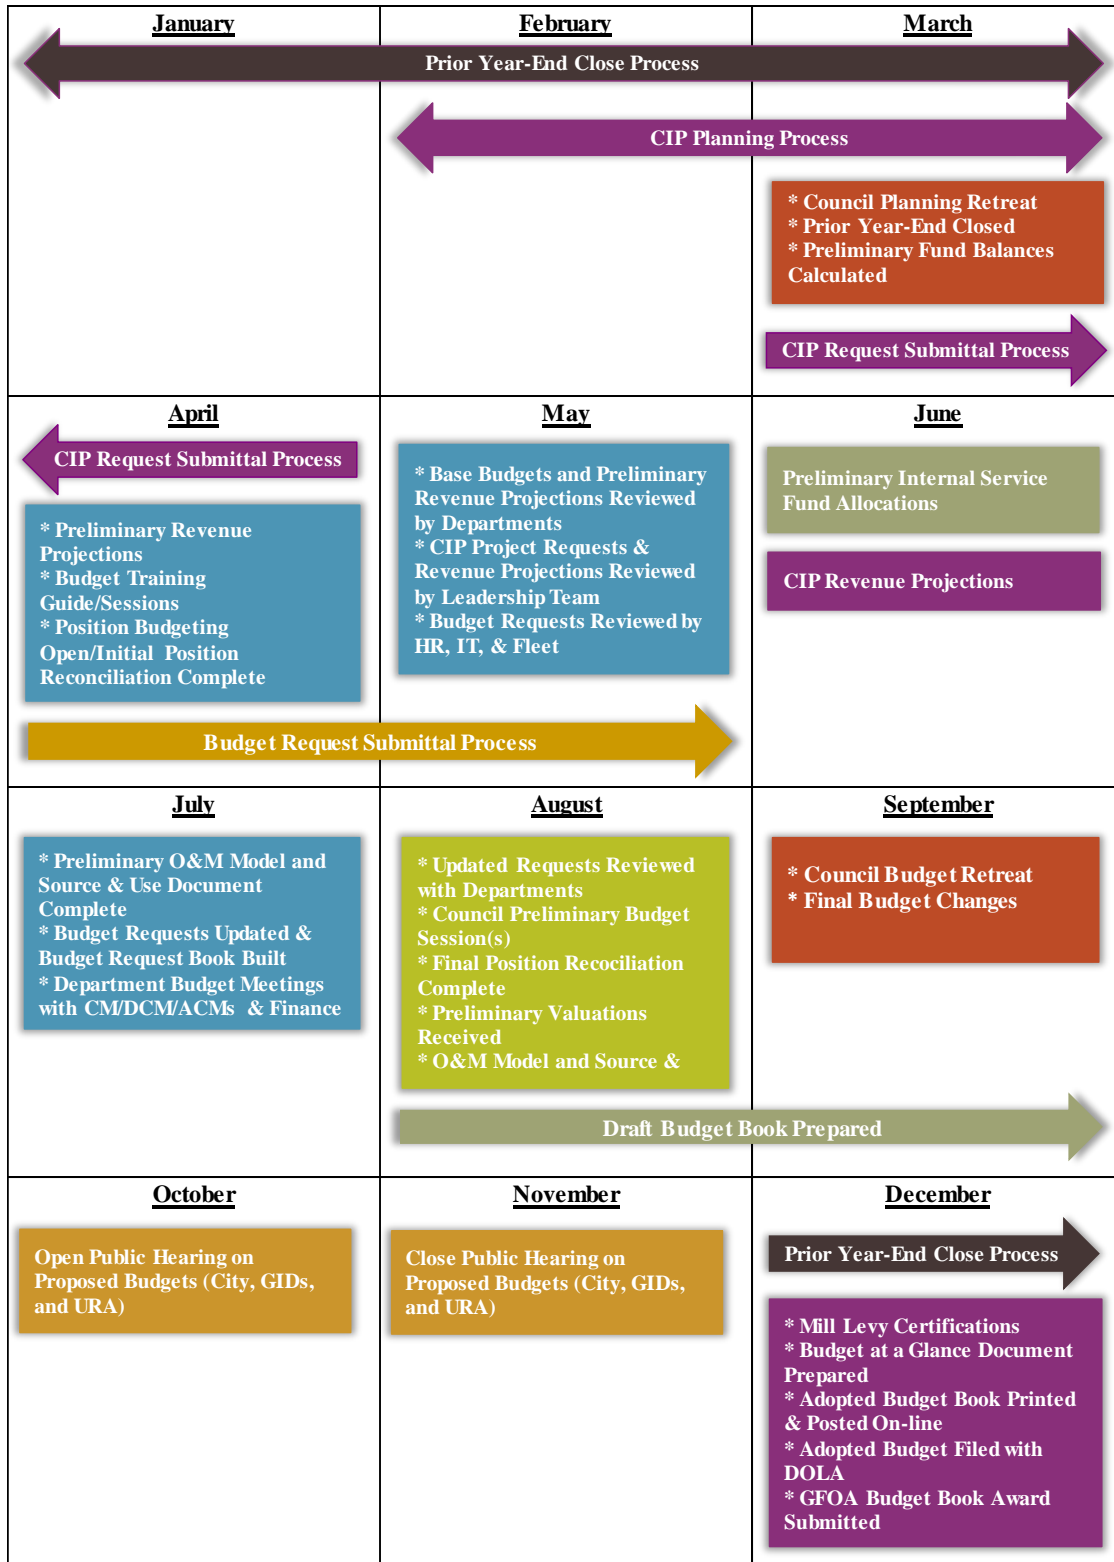 January
February
March
Prior Year-End Close Process
CIP Planning Process
* Council Planning Retreat
* Prior Year-End Closed
* Preliminary Fund Balances
Calculated
CIP Request Submittal Process
April
May
June
CIP Request Submittal Process
* Preliminary Revenue
Projections
* Budget Training
Guide/Sessions
* Position Budgeting
Open/Initial Position
Reconciliation Complete
* Base Budgets and Preliminary
Revenue Projections Reviewed
by Departments
* CIP Project Requests &
Revenue Projections Reviewed
by Leadership Team
* Budget Requests Reviewed by
HR, IT, & Fleet
Preliminary Internal Service
Fund Allocations
CIP Revenue Projections
Budget Request Submittal Process
July
August
September
* Preliminary O&M Model and
Source & Use Document
Complete
* Budget Requests Updated &
Budget Request Book Built
* Department Budget Meetings
with CM/DCM/ACMs & Finance
* Updated Requests Reviewed
with Departments
* Council Preliminary Budget
Session(s)
* Final Position Recociliation
Complete
* Preliminary Valuations
Received
* O&M Model and Source &
* Council Budget Retreat
* Final Budget Changes
Draft Budget Book Prepared
October
November
December
Open Public Hearing on
Proposed Budgets (City, GIDs,
and URA)
Close Public Hearing on
Proposed Budgets (City, GIDs,
and URA)
Prior Year-End Close Process
* Mill Levy Certifications
* Budget at a Glance Document
Prepared
* Adopted Budget Book Printed
& Posted On-line
* Adopted Budget Filed with
DOLA
* GFOA Budget Book Award
Submitted